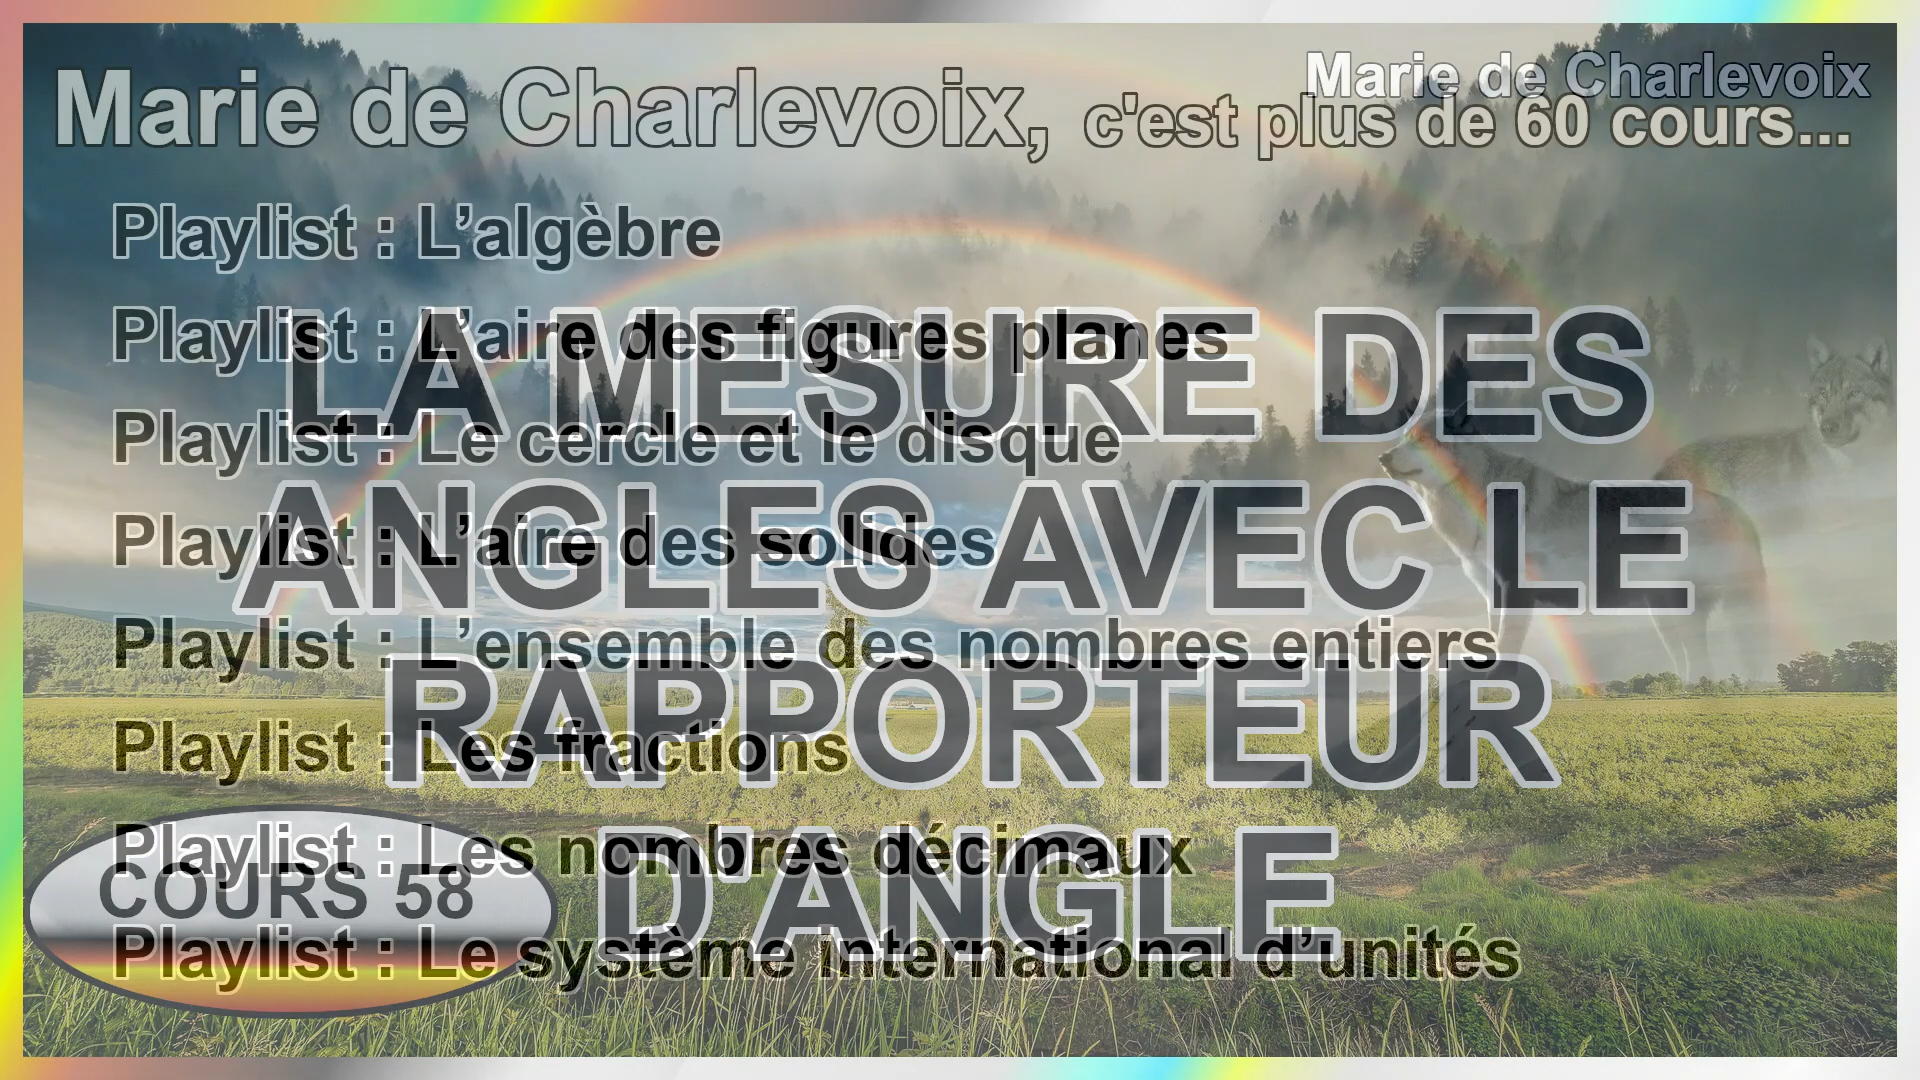 Marie de Charlevoix
Marie de Charlevoix, c'est plus de 60 cours...
Playlist : L’algèbre
Playlist : L’aire des figures planes
Playlist : Le cercle et le disque
Playlist : L’aire des solides
Playlist : L’ensemble des nombres entiers
Playlist : Les fractions
Playlist : Les nombres décimaux
Playlist : Le système international d’unités
LA MESURE DES
ANGLES AVEC LE
RAPPORTEUR
D'ANGLE
COURS 58